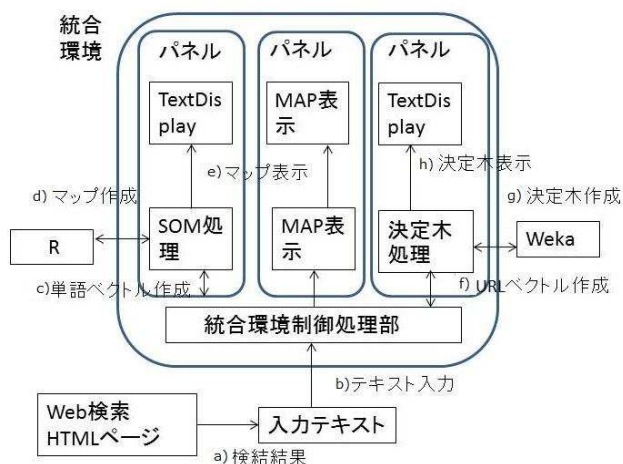 統合
環境
パネル
パネル
パネル
TextDis
play
MAP表
示
TextDis
play
e)マップ表示
h)決定木表示
d)マップ作成
g)決定木作成
R
SOM処
理
MAP表
示
決定木
処理
Weka
c)単語ベクトル作成
f)URLベクトル作成
統合環境制御処理部
b)テキスト入力
Web検索
HTMLページ
入力テキスト
a)検結結果